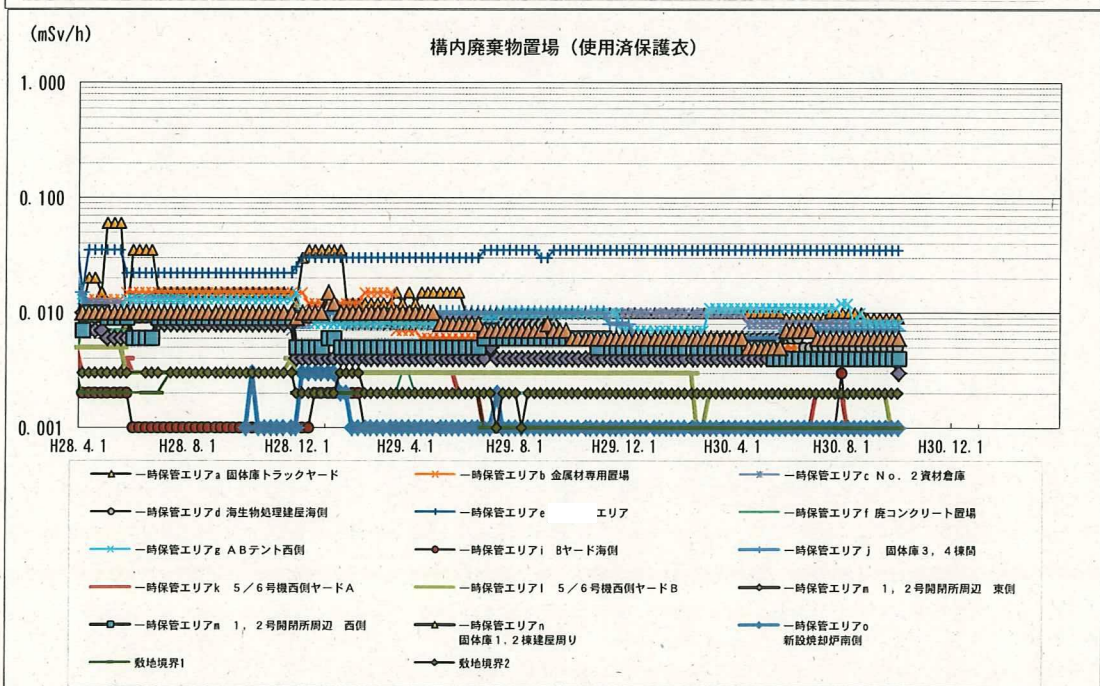 (mSv/h)
構内廃棄物置場（使用済保護衣）
1.000
0.100
0.010
0.001
H28.4.1 H28.8.1 H28.12.1 H29.4.1 H29.8.1 H29.12.1 H30.4.1 H30.8.1 H30.12.1
一時保管エリアa 固体庫トラックヤード
一時保管エリアb 金属材専用置場
一時保管エリアc No．2資材倉庫
一時保管エリアd 海生物処理建屋海側
一時保管エリアe エリア
一時保管エリアf 廃コンクリート置場
一時保管エリアg ABテント西側
一時保管エリアi Bヤード海側
一時保管エリアj 固体庫3，4棟間
一時保管エリアk 5／6号機西側ヤードA
一時保管エリアl 5／6号機西側ヤードB
一時保管エリアm 1，2号開閉所周辺 東側
一時保管エリアm 1，2号開閉所周辺 西側
一時保管エリアn
固体庫1.2棟建屋周り
一時保管エリアo
新設焼却炉南側
敷地境界1
敷地境界2